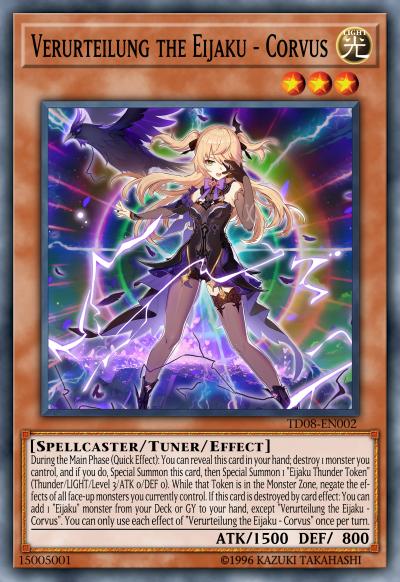 Verurteilung the Eijaku - Corvus
LIGHT
光
TD08-EN002
[Spellcaster/Tuner/Effect]
During the Main Phase (Quick Effect): You can reveal this card in your hand; destroy 1 monster you
control, and if you do, Special Summon this card, then Special Summon 1 "Eijaku Thunder Token"
(Thunder/LIGHT/Level 3/ATK 0/DEF 0). While that Token is in the Monster Zone, negate the ef-
fects of all face-up monsters you currently control. If this card is destroyed by card effect: You can
add 1 "Eijaku" monster from your Deck or GY to your hand, except "Verurteilung the Eijaku -
Corvus". You can only use each effect of "Verurteilung the Eijaku - Corvus" once per turn.
ATK/1500 DEF/ 800
15005001
©1996 KAZUKI TAKAHASHI